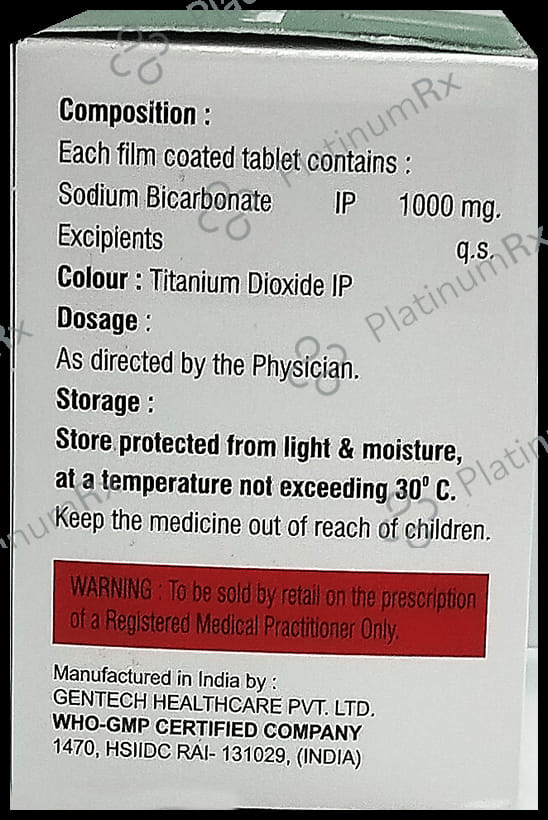 Composition :
Each film coated tablet contains :
Sodium Bicarbonate IP 1000 mg.
Excipients q.s.
Colour : Titanium Dioxide IP
Dosage :
As directed by the Physician.
Storage :
Store protected from light & moisture,
at a temperature not exceeding 30⁰ C.
Keep the medicine out of reach of children.
WARNING : To be sold by retail on the prescription
of a Registered Medical Practitioner Only.
Manufactured in India by :
GENTECH HEALTHCARE PVT. LTD.
WHO-GMP CERTIFIED COMPANY
1470, HSIIDC RAI- 131029, (INDIA)
PlatinumRx
PlatinumRx